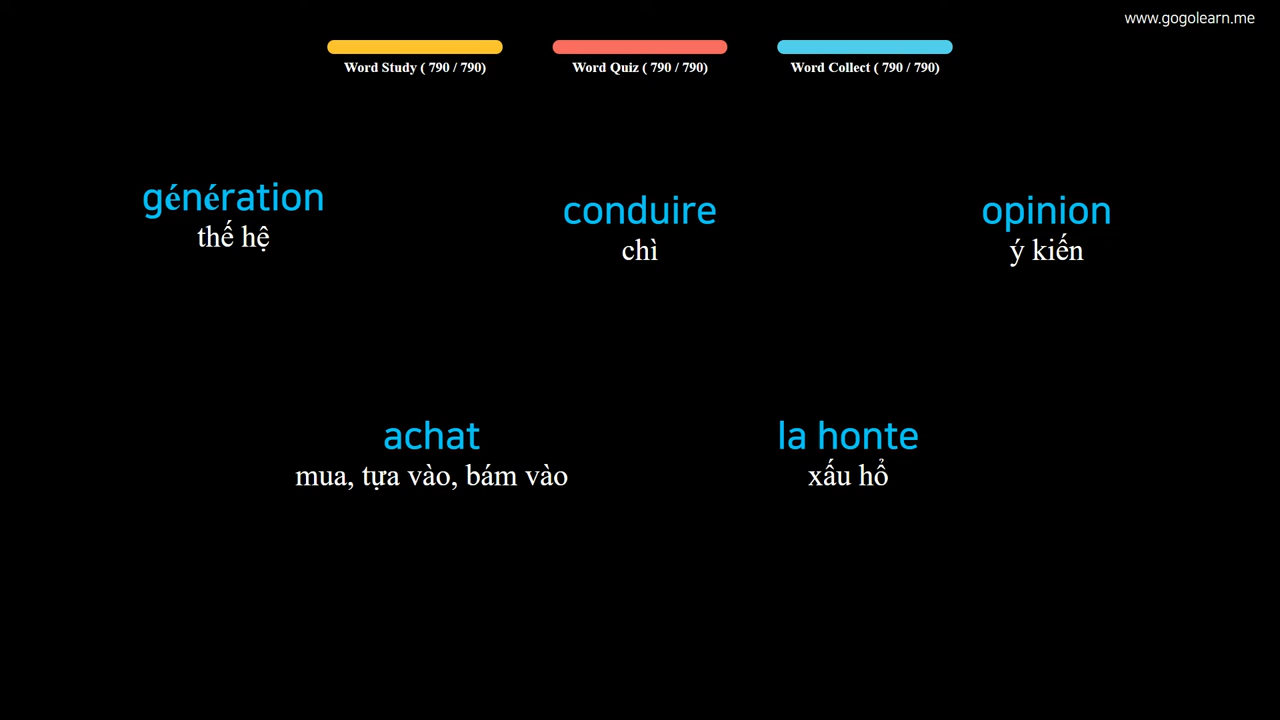 www.gogolearn.me
Word Study ( 790 / 790)
Word Quiz ( 790 / 790)
Word Collect ( 790 / 790)
génération
thế hệ
conduire
chì
opinion
ý kiến
achat
mua, tựa vào, bám vào
la honte
xấu hổ